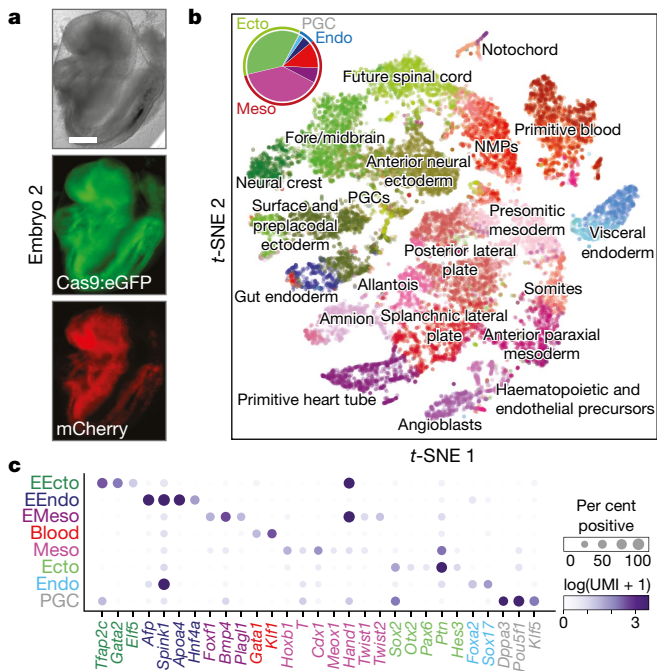 a
Embryo 2
Cas9:eGFP
mCherry
b
Ecto
PGC
Endo
Meso
Notochord
Future spinal cord
Fore/midbrain
Anterior neural
ectoderm
NMPs
Primitive blood
Neural crest
PGCs
Surface and
preplacodal
ectoderm
Presomitic
mesoderm
Visceral
endoderm
Posterior lateral
plate
Gut endoderm
Allantois
Somites
Amnion
Splanchnic lateral
plate
Anterior paraxial
mesoderm
Primitive heart tube
Haematopoietic and
endothelial precursors
Angioblasts
t-SNE 2
t-SNE 1
c
EEcto
EEndo
EMeso
Blood
Meso
Ecto
Endo
PGC
Tfap2c
Gata2
Elf5
Afp
Spink1
Apoa4
Hnf4a
Foxf1
Bmp4
Plagl1
Gata1
Klf1
Hoxb1
T
Cdx1
Meox1
Hand1
Twist1
Twist2
Sox2
Otx2
Pax6
Ptn
Hes3
Foxa2
Sox17
Dppa3
Pou5f1
Klf5
Per cent
positive
0 50 100
log(UMI + 1)
0 3